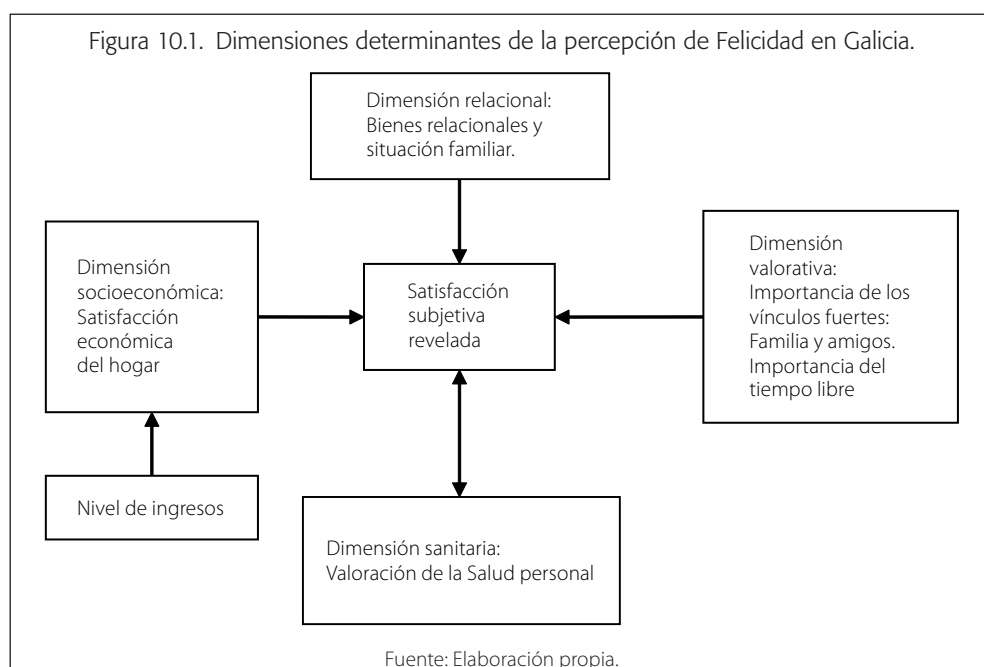 Figura 10.1. Dimensiones determinantes de la percepción de Felicidad en Galicia.
Dimensión relacional:
Bienes relacionales y
situación familiar.
Dimensión
socioeconómica:
Satisfacción
económica
del hogar
Satisfacción
subjetiva
revelada
Dimensión
valorativa:
Importancia de los
vínculos fuertes:
Familia y amigos.
Importancia del
tiempo libre
Nivel de ingresos
Dimensión sanitaria:
Valoración de la Salud personal
Fuente: Elaboración propia.